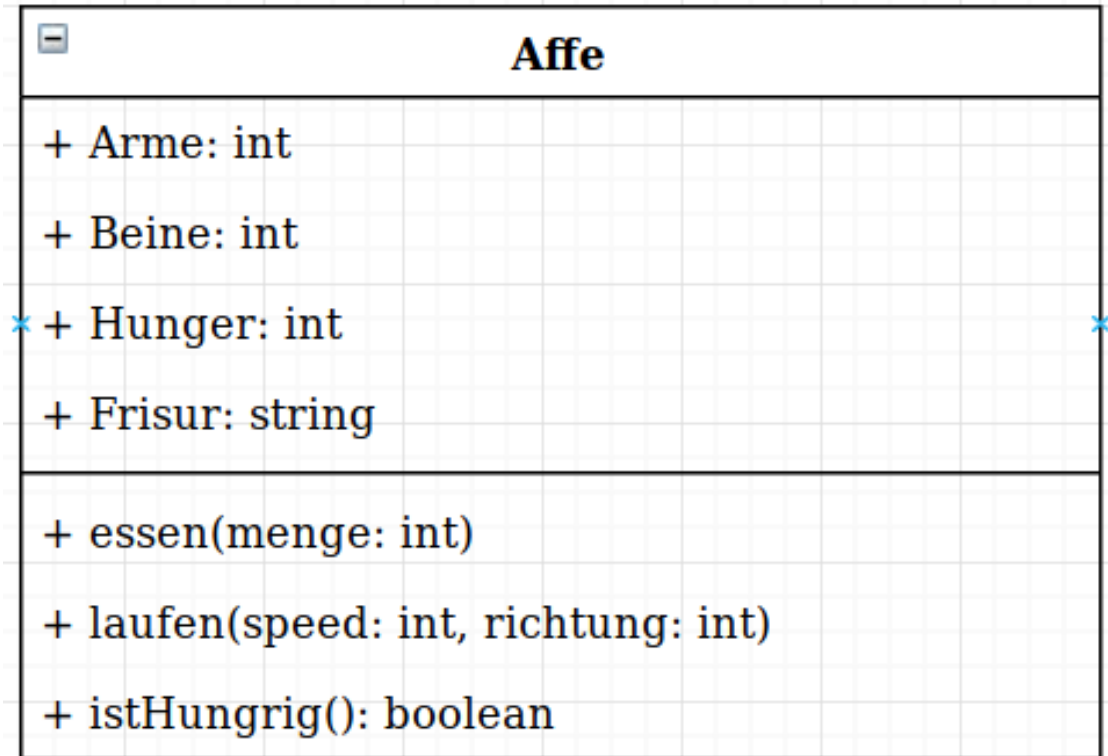 Affe
+ Arme: int
+ Beine: int
+ Hunger: int
+ Frisur: string
+ essen(menge: int)
+ laufen(speed: int, richtung: int)
+ istHungrig(): boolean